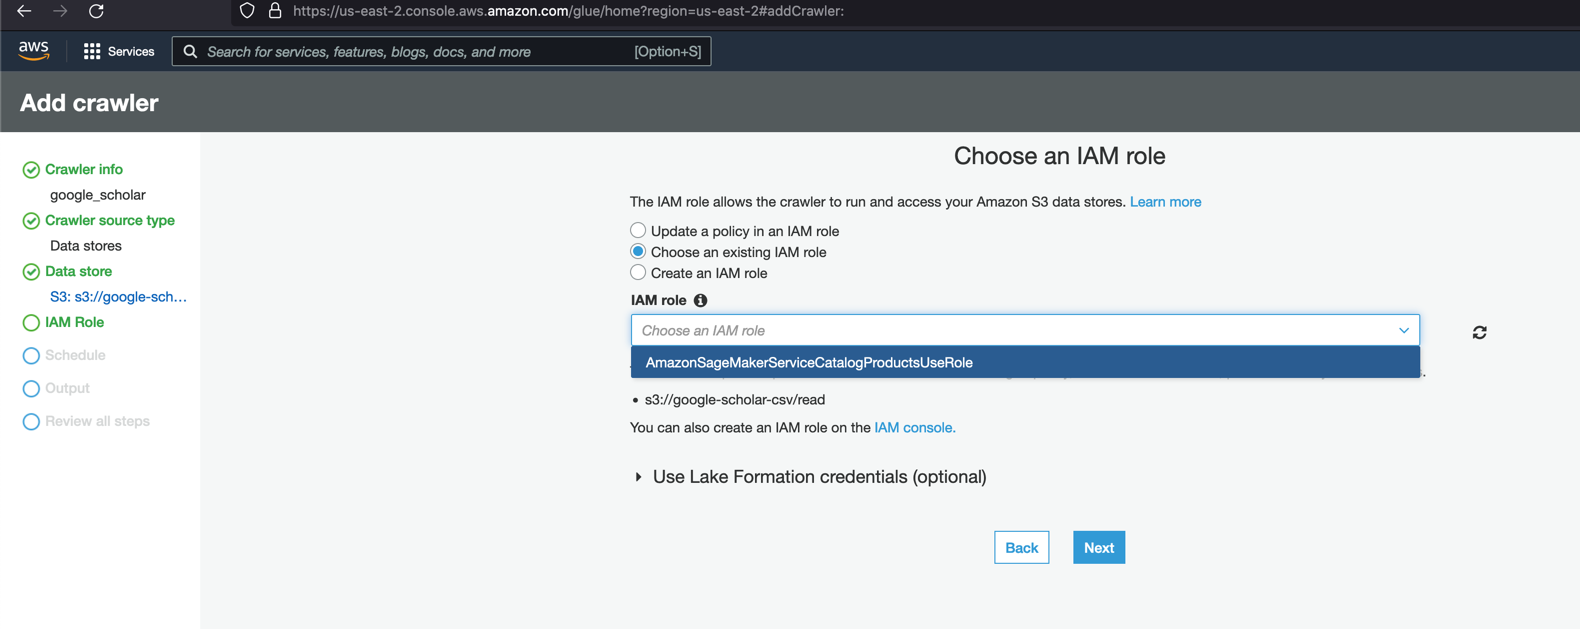 https://us-east-2.console.aws.amazon.com/glue/home?region=us-east-2#addCrawler:
aws
Services
Search for services, features, blogs, docs, and more
[Option+S]
Add crawler
Crawler info
google_scholar
Crawler source type
Data stores
Data store
S3: s3://google-sch...
IAM Role
Schedule
Output
Review all steps
Choose an IAM role
The IAM role allows the crawler to run and access your Amazon S3 data stores. Learn more
Update a policy in an IAM role
Choose an existing IAM role
Create an IAM role
IAM role
Choose an IAM role
AmazonSageMakerServiceCatalogProductsUseRole
• s3://google-scholar-csv/read
You can also create an IAM role on the IAM console.
Use Lake Formation credentials (optional)
Back
Next